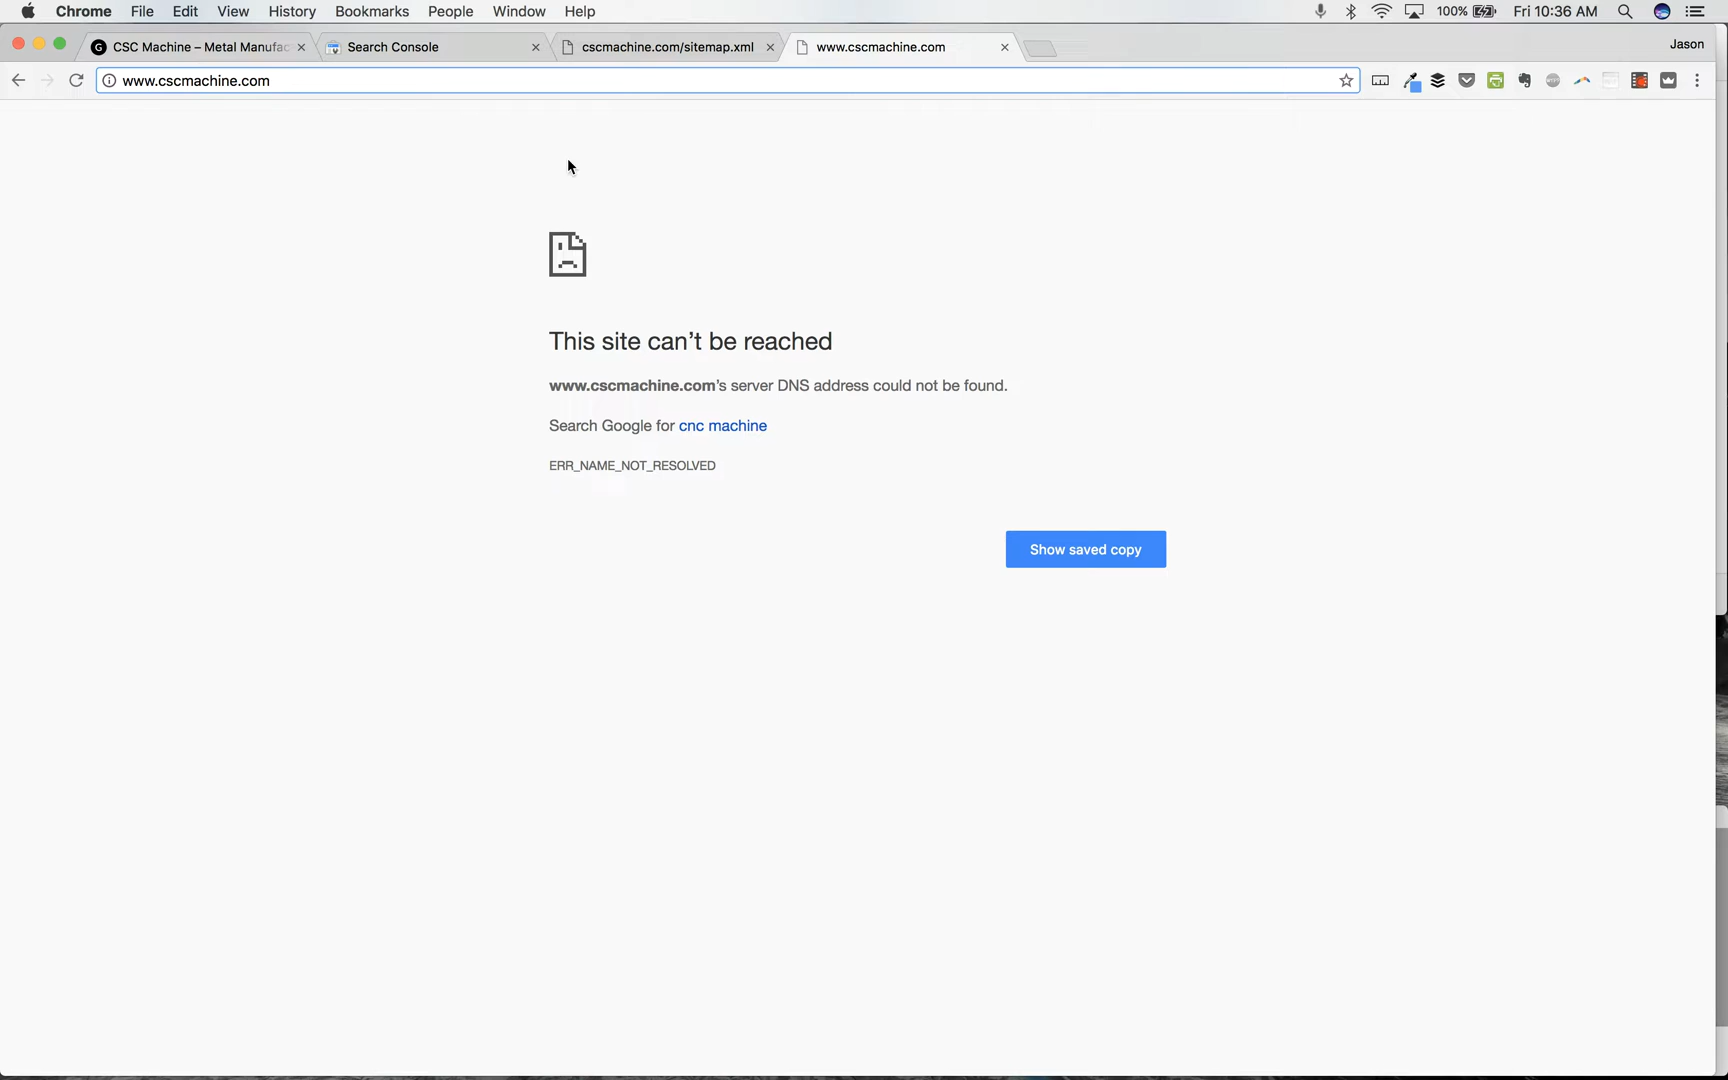 Chrome File Edit View History Bookmarks People Window Help 100% Fri 10:36 AM
CSC Machine – Metal Manufac Search Console cscmachine.com/sitemap.xml www.cscmachine.com Jason
www.cscmachine.com
This site can’t be reached
www.cscmachine.com’s server DNS address could not be found.
Search Google for cnc machine
ERR_NAME_NOT_RESOLVED
Show saved copy